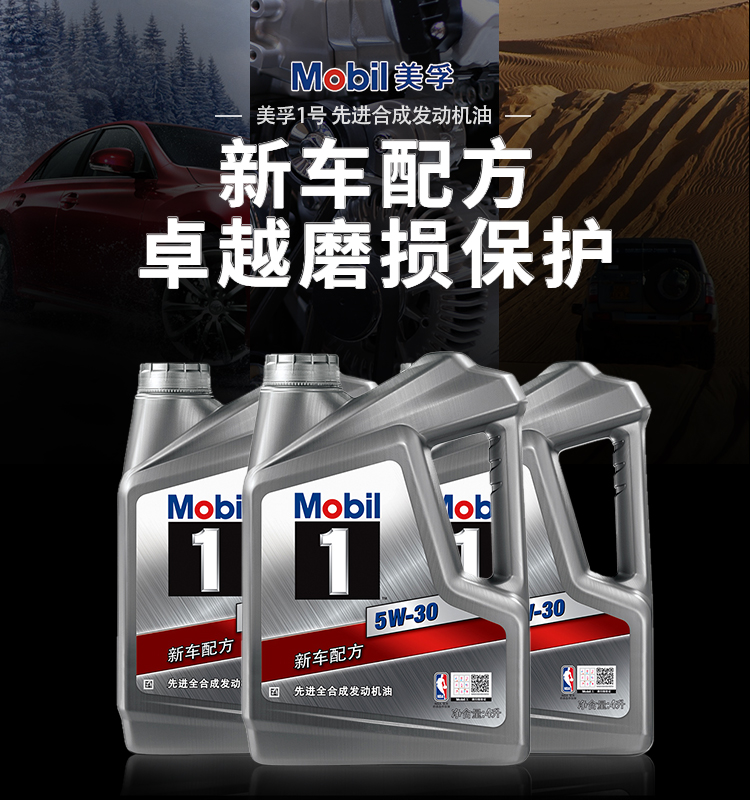 Mobil 美孚
美孚1号 先进合成发动机油
新车配方
卓越磨损保护
Mobil
1
新车配方
先进全合成发动
Mobil
1
5W-30
新车配方
先进全合成发动机油
净含量:4升
1
-30
净含量:4升